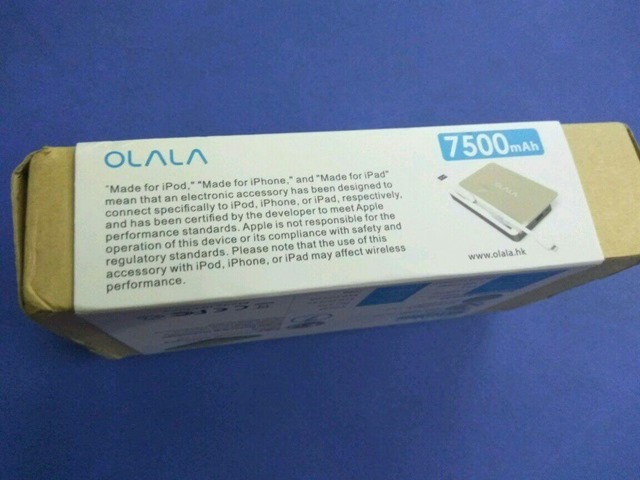 OLALA
7500mAh
"Made for iPod," "Made for iPhone," and "Made for iPad"
mean that an electronic accessory has been designed to
connect specifically to iPod, iPhone, or iPad, respectively,
and has been certified by the developer to meet Apple
performance standards. Apple is not responsible for the
operation of this device or its compliance with safety and
regulatory standards. Please note that the use of this
accessory with iPod, iPhone, or iPad may affect wireless
performance.
OLALA
www.olala.hk